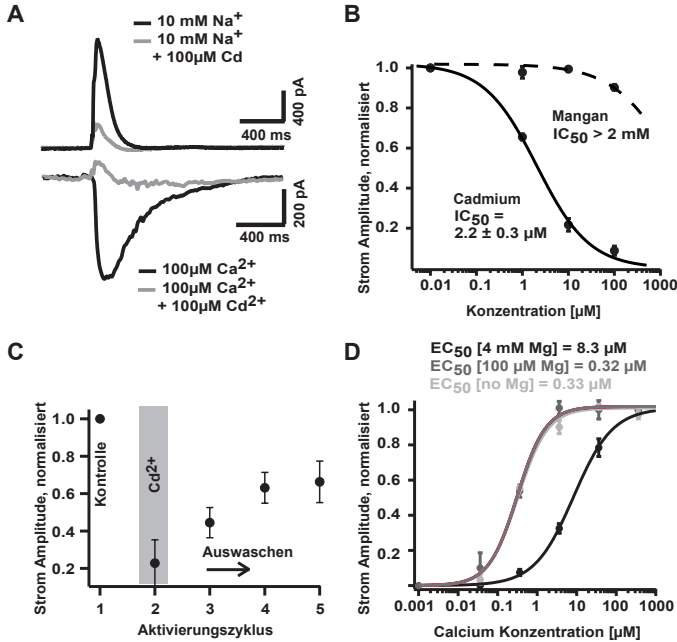 A
10 mM Na+
10 mM Na+
+ 100µM Cd
400 pA
400 ms
200 pA
400 ms
100µM Ca2+
100µM Ca2+
+ 100µM Cd2+
B
Strom Amplitude, normalisiert
1.0
0.8
0.6
0.4
0.2
Mangan
IC50 > 2 mM
Cadmium
IC50 =
2.2 ± 0.3 µM
0.01 0.1 1 10 100 1000
Konzentration [µM]
C
Strom Amplitude, normalisiert
1.0
0.8
0.6
0.4
0.2
Kontrolle
Cd2+
Auswaschen
1 2 3 4 5
Aktivierungszyklus
D
EC50 [4 mM Mg] = 8.3 µM
EC50 [100 µM Mg] = 0.32 µM
EC50 [no Mg] = 0.33 µM
Strom Amplitude, normalisiert
1.0
0.8
0.6
0.4
0.2
0.001 0.1 1 10 100 1000
Calcium Konzentration [µM]